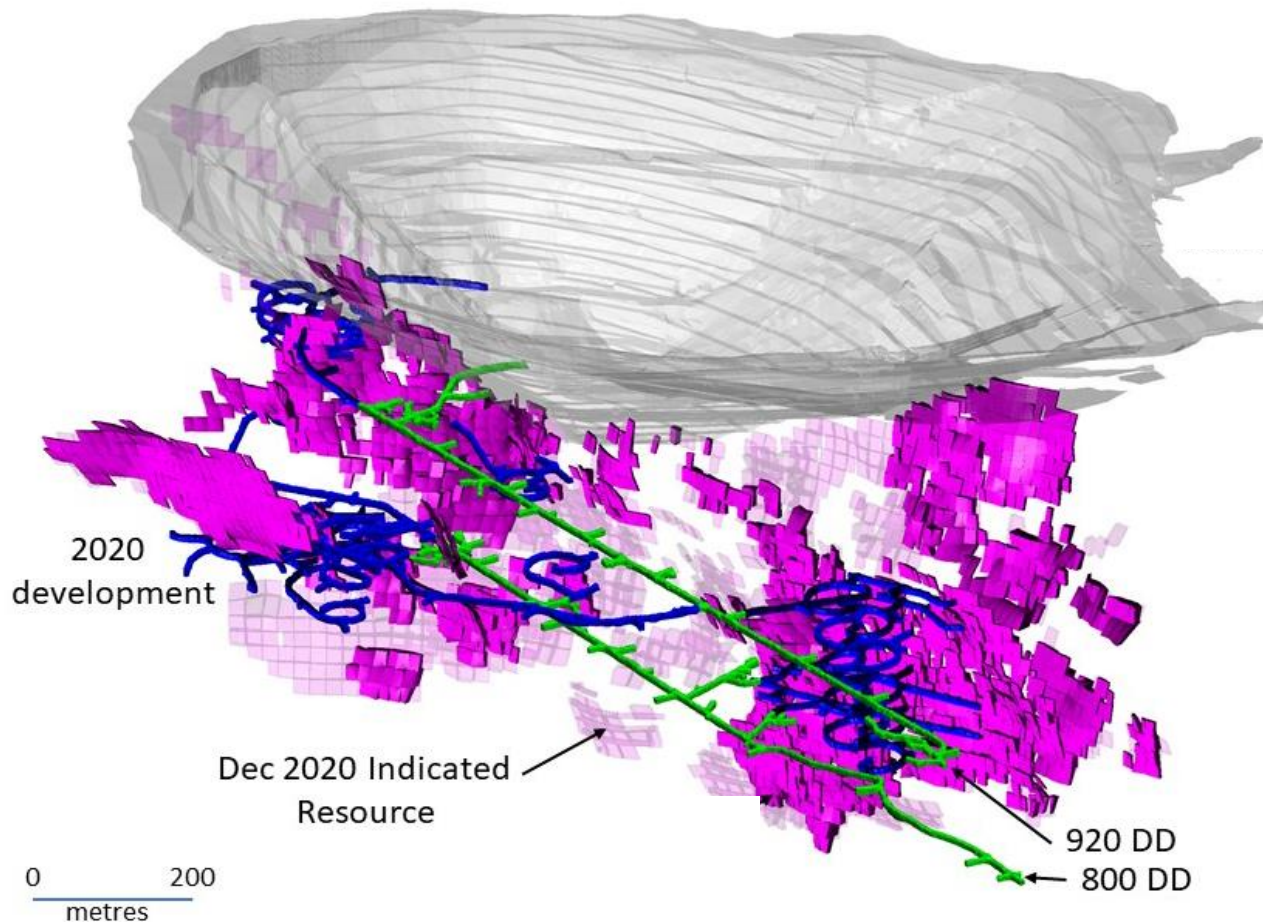 2020
development
Dec 2020 Indicated
Resource
920 DD
800 DD
0 200
metres